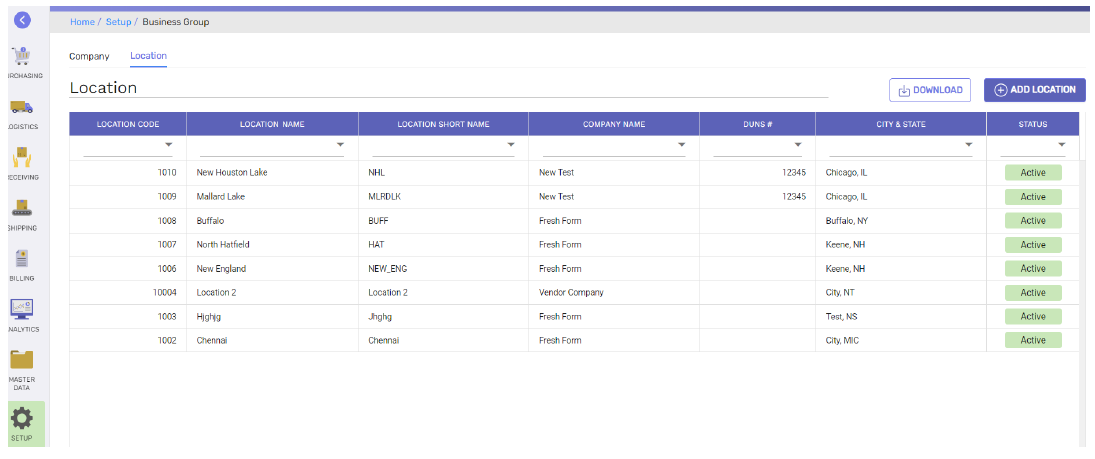 Home / Setup / Business Group
Company Location
Location
DOWNLOAD
ADD LOCATION
LOCATION CODE LOCATION NAME LOCATION SHORT NAME COMPANY NAME DUNS # CITY & STATE STATUS
1010 New Houston Lake NHL New Test 12345 Chicago, IL Active
1009 Mallard Lake MLRDLK New Test 12345 Chicago, IL Active
1008 Buffalo BUFF Fresh Form Buffalo, NY Active
1007 North Hatfield HAT Fresh Form Keene, NH Active
1006 New England NEW_ENG Fresh Form Keene, NH Active
10004 Location 2 Location 2 Vendor Company City, NT Active
1003 Hjghjg Jhghg Fresh Form Test, NS Active
1002 Chennai Chennai Fresh Form City, MIC Active
URCHASING
OGISTICS
ECEIVING
SHIPPING
BILLING
NALYTICS
MASTER
DATA
SETUP